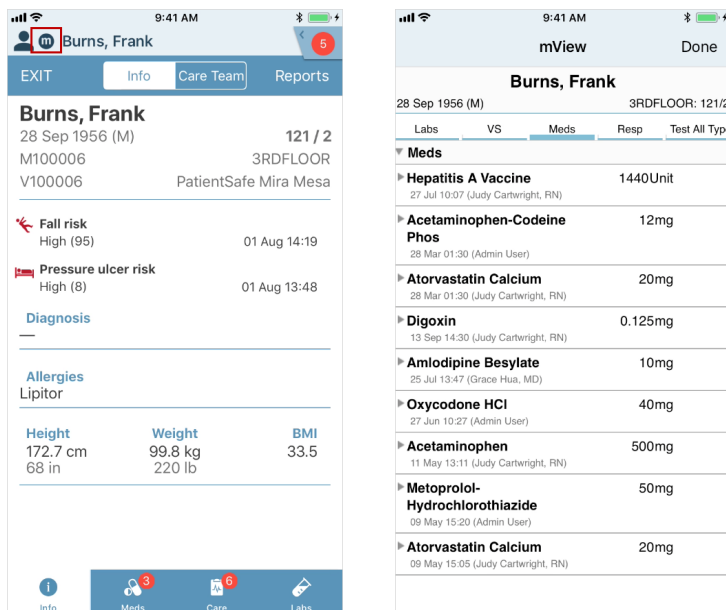 9:41 AM
m Burns, Frank
5
EXIT Info Care Team Reports
Burns, Frank
28 Sep 1956 (M) 121 / 2
M100006 3RDFLOOR
V100006 PatientSafe Mira Mesa
Fall risk
High (95) 01 Aug 14:19
Pressure ulcer risk
High (8) 01 Aug 13:48
Diagnosis
—
Allergies
Lipitor
Height Weight BMI
172.7 cm 99.8 kg 33.5
68 in 220 lb
3 6
Info Meds Care Labs
9:41 AM
mView Done
Burns, Frank
28 Sep 1956 (M) 3RDFLOOR: 121/2
Labs VS Meds Resp Test All Typ
Meds
Hepatitis A Vaccine 1440Unit
27 Jul 10:07 (Judy Cartwright, RN)
Acetaminophen-Codeine 12mg
Phos
28 Mar 01:30 (Admin User)
Atorvastatin Calcium 20mg
28 Mar 01:30 (Judy Cartwright, RN)
Digoxin 0.125mg
13 Sep 14:30 (Judy Cartwright, RN)
Amlodipine Besylate 10mg
25 Jul 13:47 (Grace Hua, MD)
Oxycodone HCl 40mg
27 Jun 10:27 (Admin User)
Acetaminophen 500mg
11 May 13:11 (Judy Cartwright, RN)
Metoprolol- 50mg
Hydrochlorothiazide
09 May 15:20 (Admin User)
Atorvastatin Calcium 20mg
09 May 15:05 (Judy Cartwright, RN)